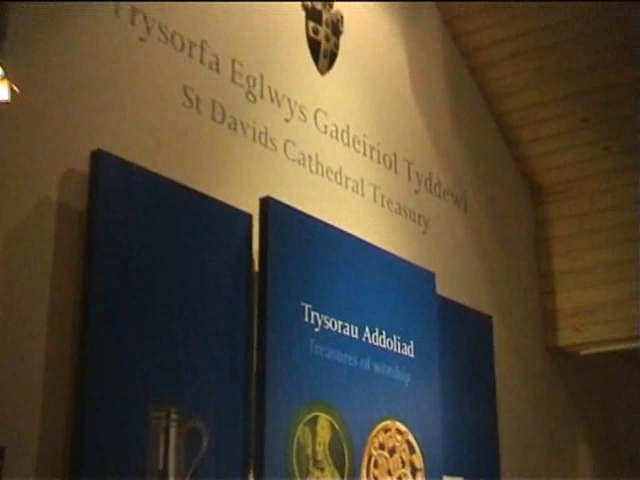 Trysorfa Eglwys Gadeiriol Tyddewi
St Davids Cathedral Treasury
Trysorau Addoliad
Treasures of worship